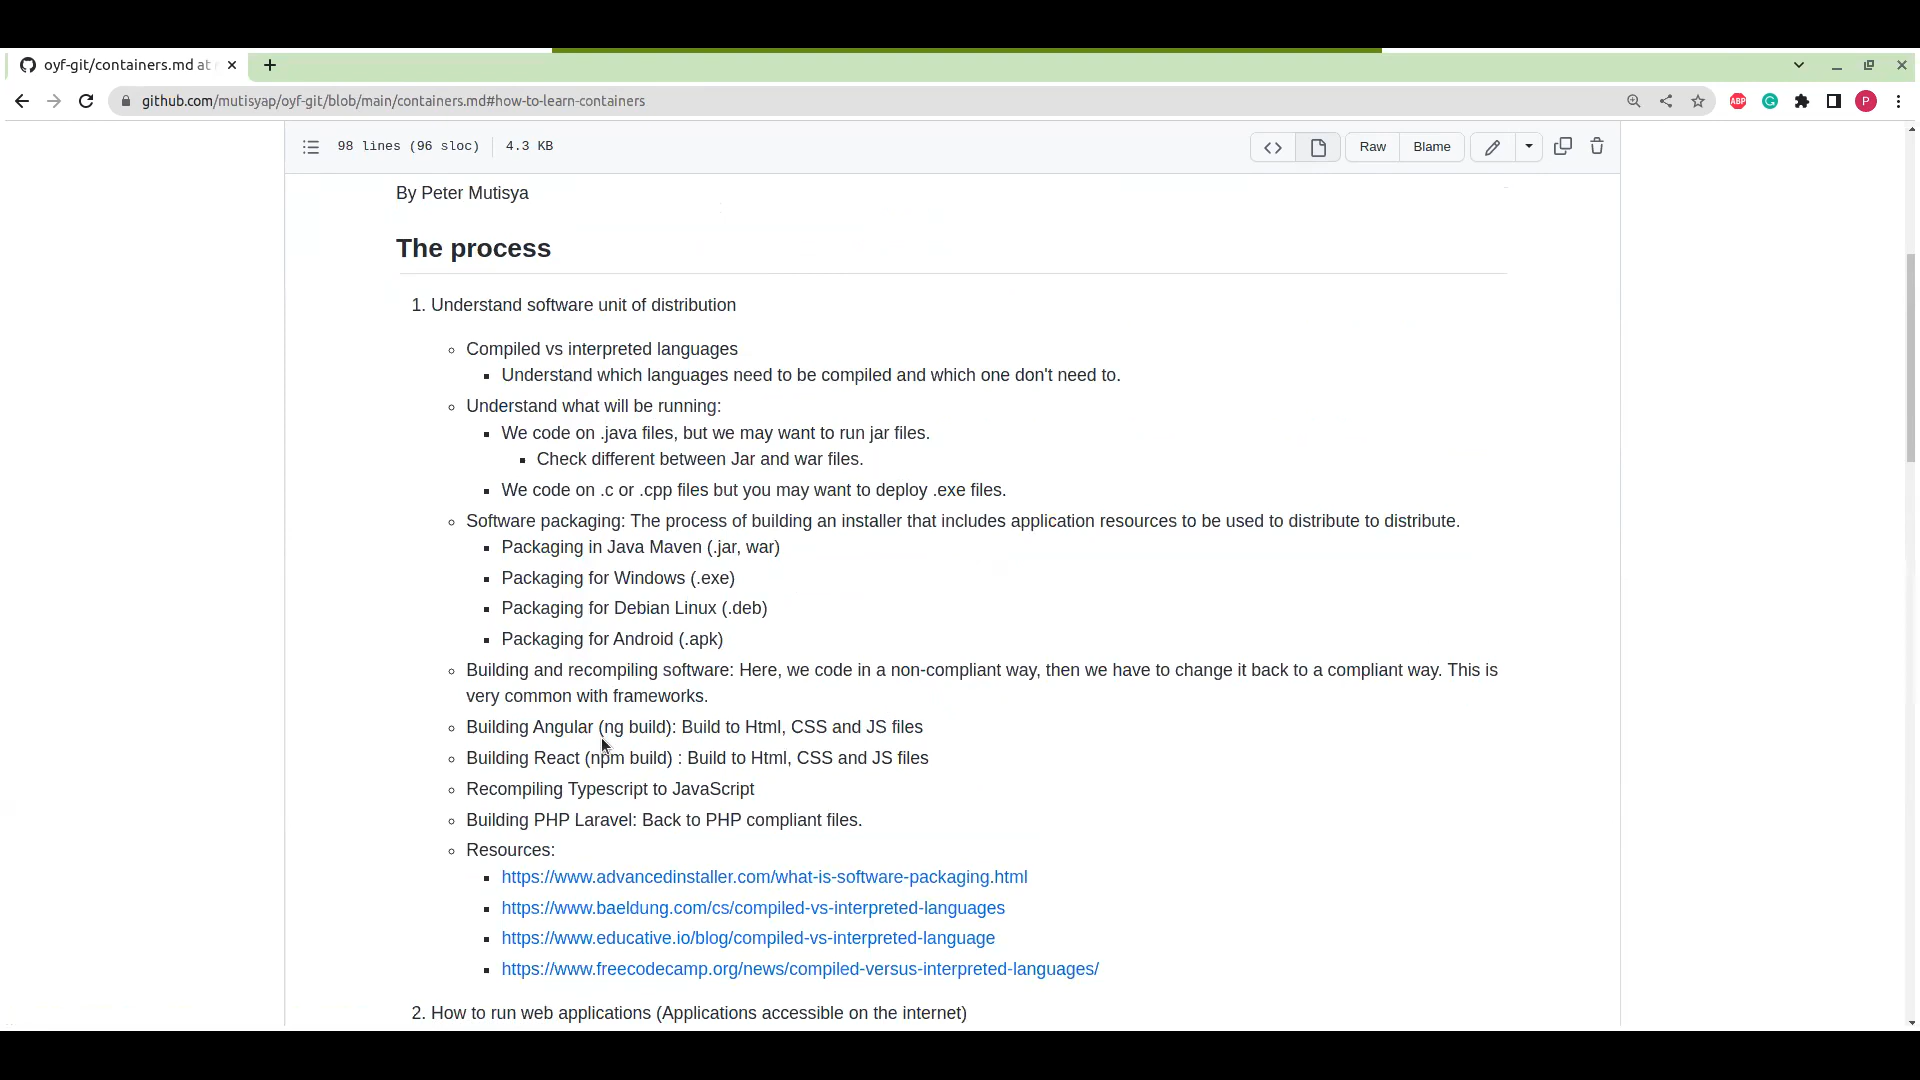 oyf-git/containers.md at
github.com/mutisyap/oyf-git/blob/main/containers.md#how-to-learn-containers
ABP
G
P
98 lines (96 sloc)
4.3 KB
Raw
Blame
By Peter Mutisya
The process
1. Understand software unit of distribution
Compiled vs interpreted languages
Understand which languages need to be compiled and which one don't need to.
Understand what will be running:
We code on .java files, but we may want to run jar files.
Check different between Jar and war files.
We code on .c or .cpp files but you may want to deploy .exe files.
Software packaging: The process of building an installer that includes application resources to be used to distribute to distribute.
Packaging in Java Maven (.jar, war)
Packaging for Windows (.exe)
Packaging for Debian Linux (.deb)
Packaging for Android (.apk)
Building and recompiling software: Here, we code in a non-compliant way, then we have to change it back to a compliant way. This is
very common with frameworks.
Building Angular (ng build): Build to Html, CSS and JS files
Building React (npm build) : Build to Html, CSS and JS files
Recompiling Typescript to JavaScript
Building PHP Laravel: Back to PHP compliant files.
Resources:
https://www.advancedinstaller.com/what-is-software-packaging.html
https://www.baeldung.com/cs/compiled-vs-interpreted-languages
https://www.educative.io/blog/compiled-vs-interpreted-language
https://www.freecodecamp.org/news/compiled-versus-interpreted-languages/
2. How to run web applications (Applications accessible on the internet)